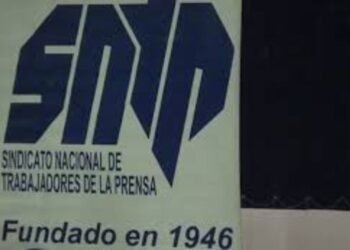 SNTP
SINDICATO NACIONAL DE
TRABAJADORES DE LA PRENSA
Fundado en 1946